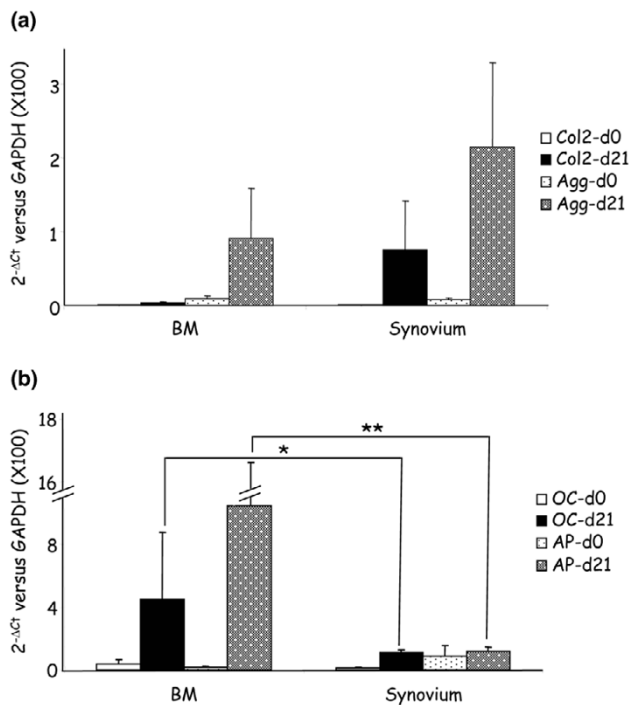 (a)
2-ΔCt versus GAPDH (X100)
3
2
1
0
BM
Synovium
Col2-d0
Col2-d21
Agg-d0
Agg-d21
(b)
2-ΔCt versus GAPDH (X100)
18
16
8
4
0
*
**
BM
Synovium
OC-d0
OC-d21
AP-d0
AP-d21